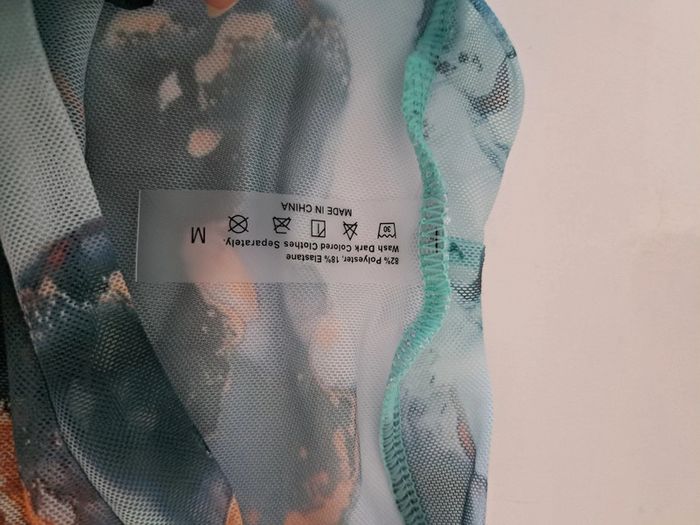 82% Polyester, 18% Elastane
Wash Dark Colored Clothes Separately.
30
M
MADE IN CHINA